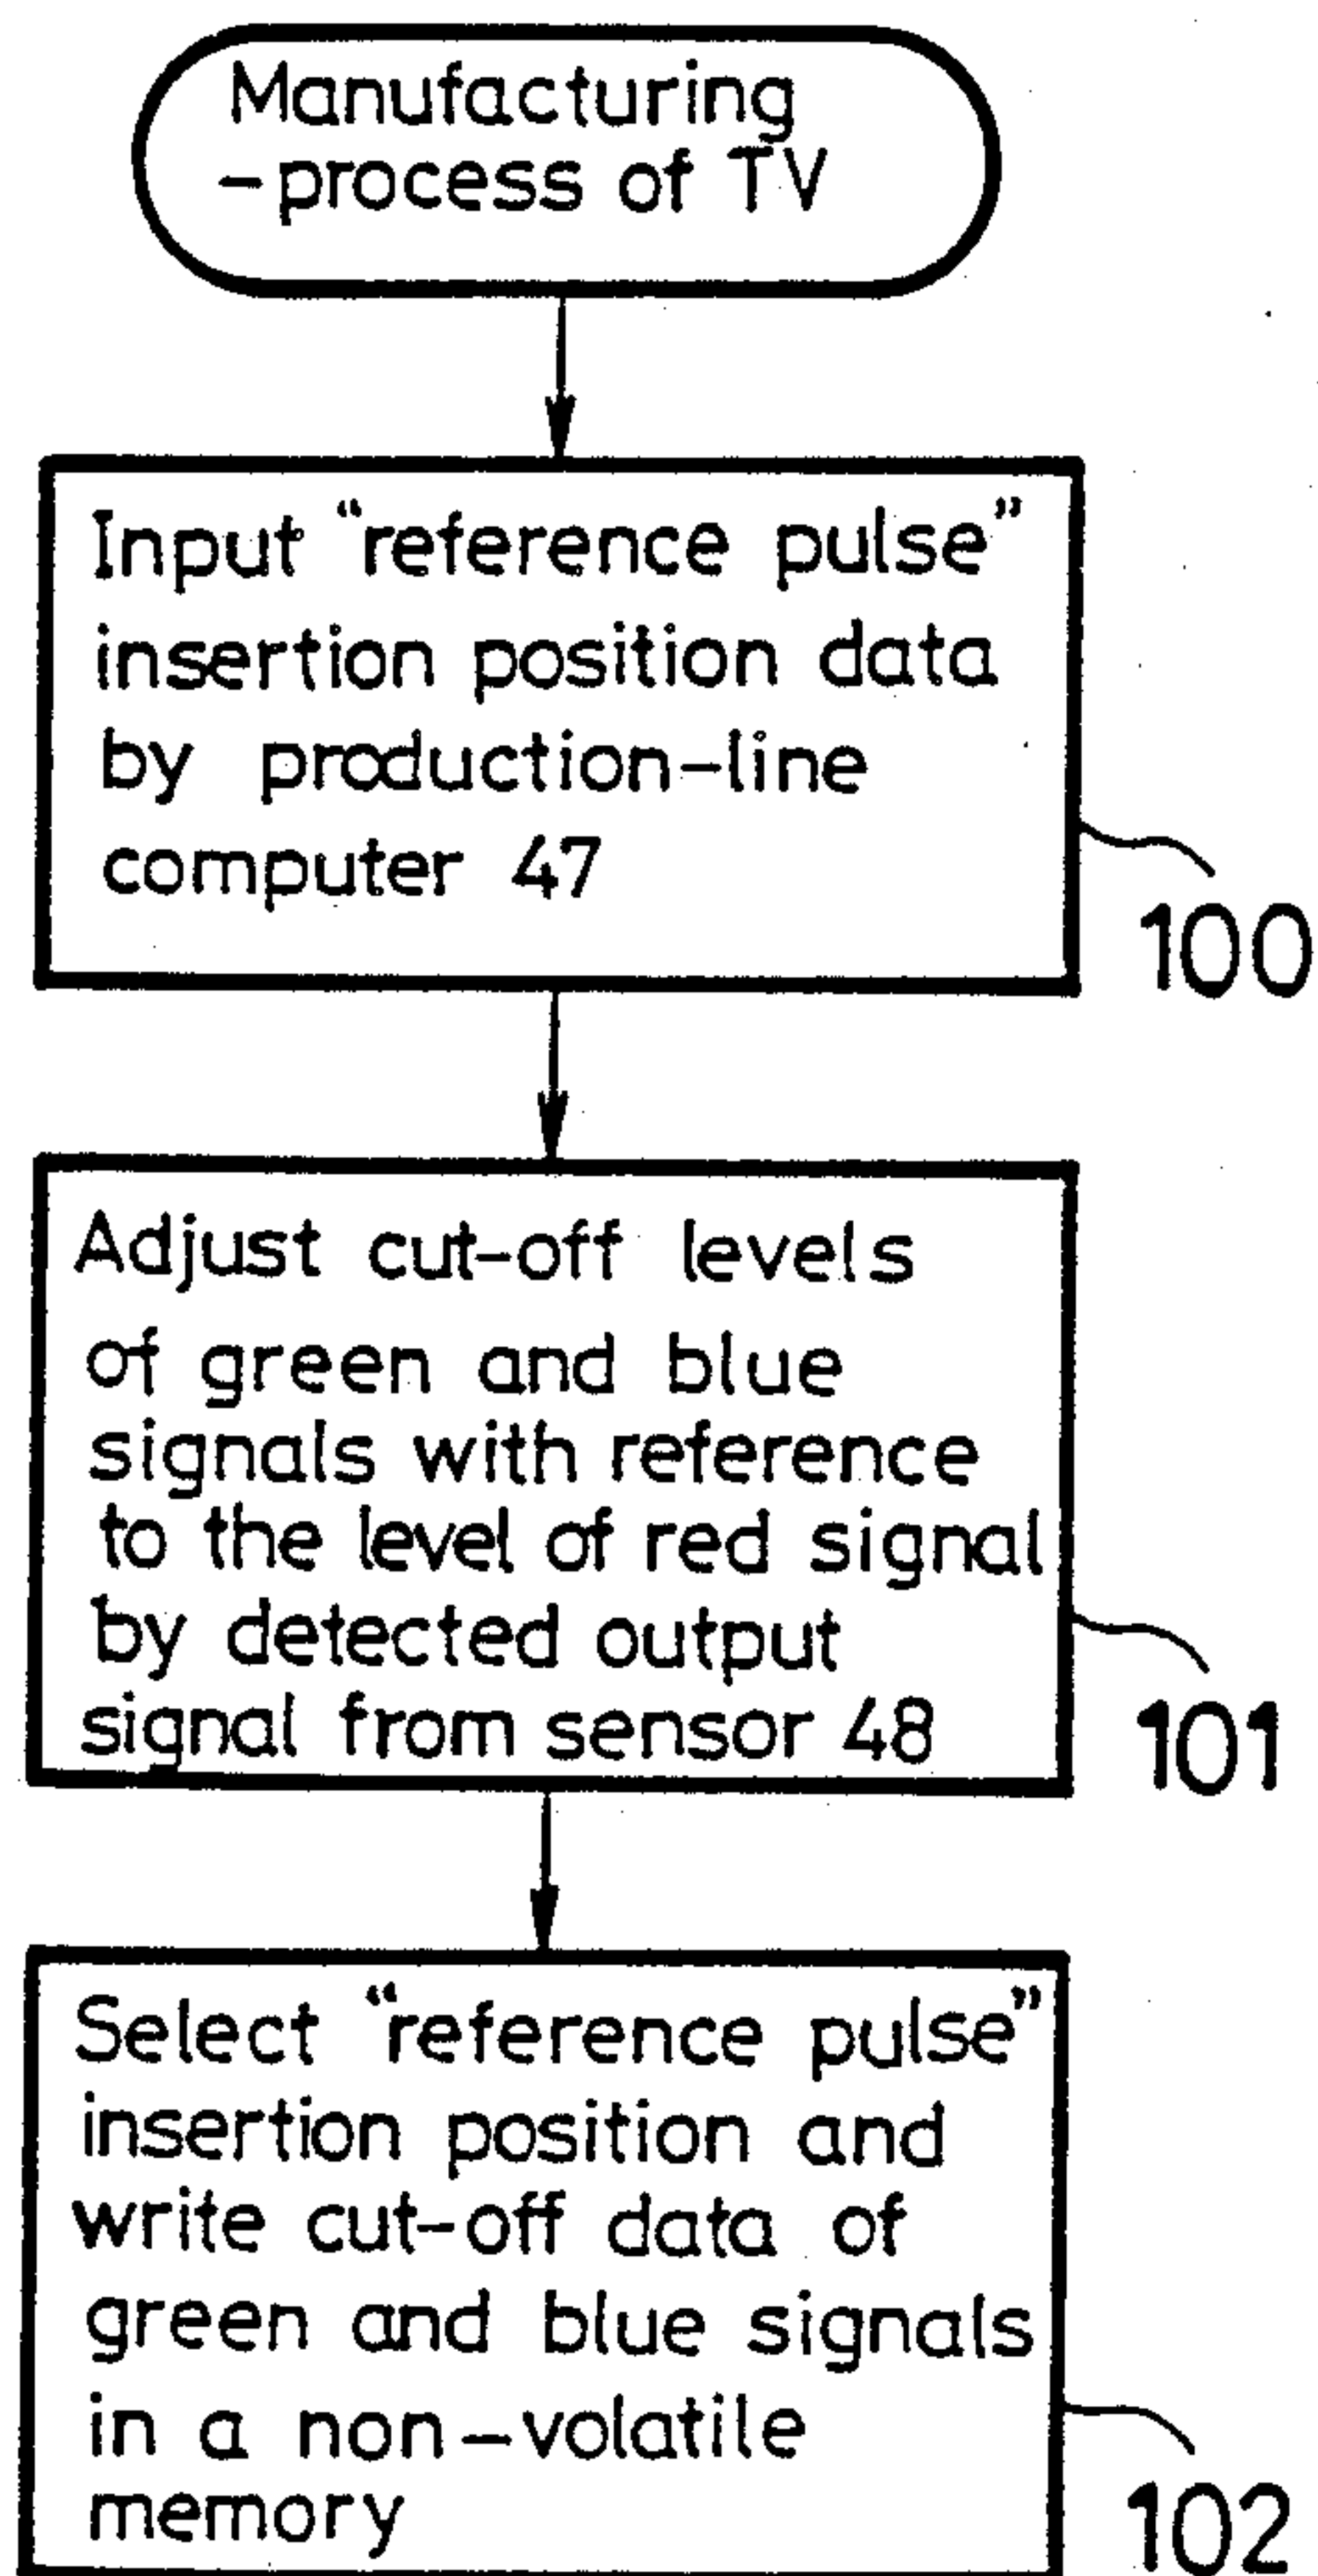 Manufacturing
-process of TV
Input "reference pulse"
insertion position data
by production-line
computer 47
100
Adjust cut-off levels
of green and blue
signals with reference
to the level of red signal
by detected output
signal from sensor 48
101
Select "reference pulse"
insertion position and
write cut-off data of
green and blue signals
in a non-volatile
memory
102